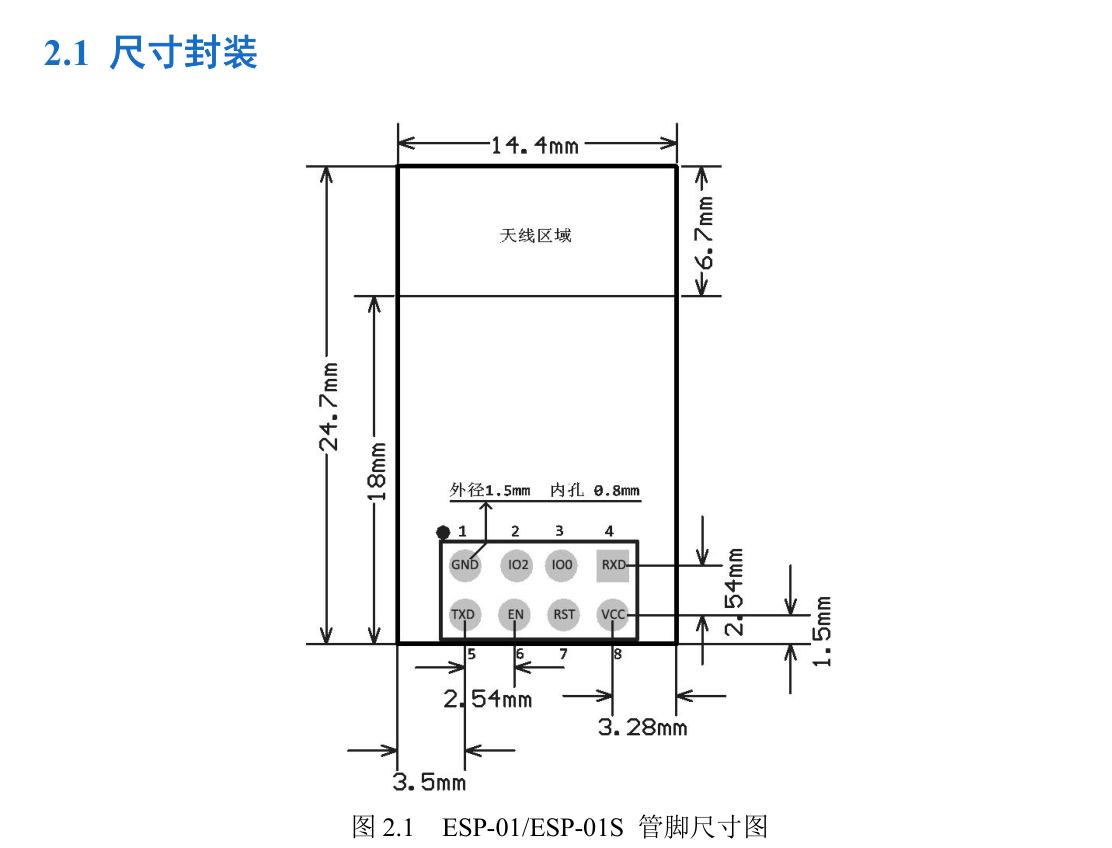 2.1 尺寸封装
14.4mm
天线区域
6.7mm
24.7mm
18mm
外径1.5mm 内孔 0.8mm
1 2 3 4
GND IO2 IO0 RXD
TXD EN RST VCC
2.54mm
1.5mm
5 6 7 8
2.54mm
3.28mm
3.5mm
图 2.1 ESP-01/ESP-01S 管脚尺寸图